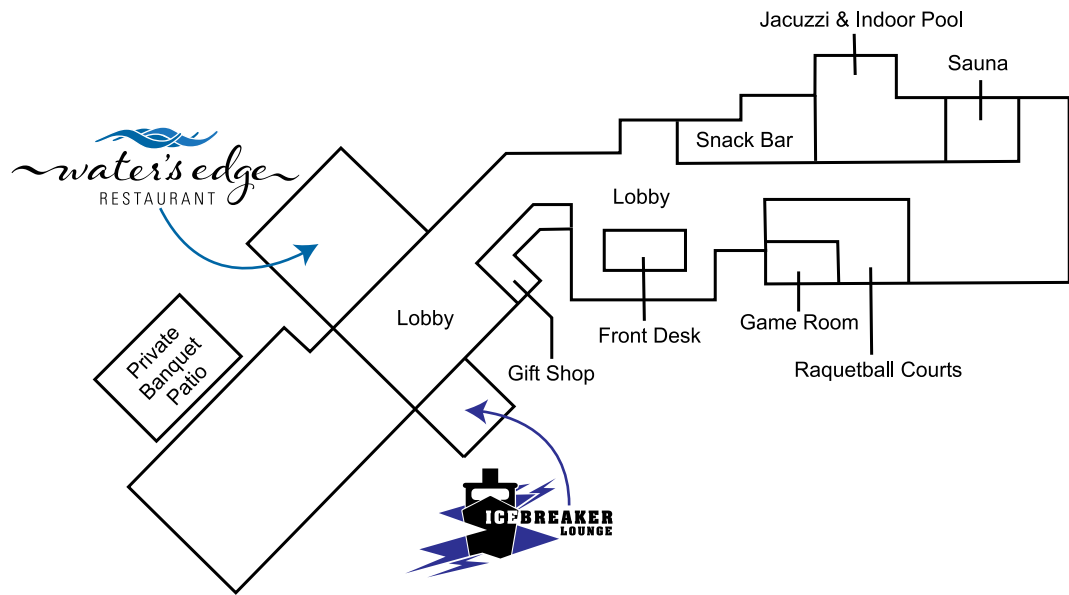 Jacuzzi & Indoor Pool
Sauna
Snack Bar
water's edge
RESTAURANT
Lobby
Lobby
Front Desk
Game Room
Raquetball Courts
Gift Shop
Private
Banquet
Patio
ICEBREAKER
LOUNGE